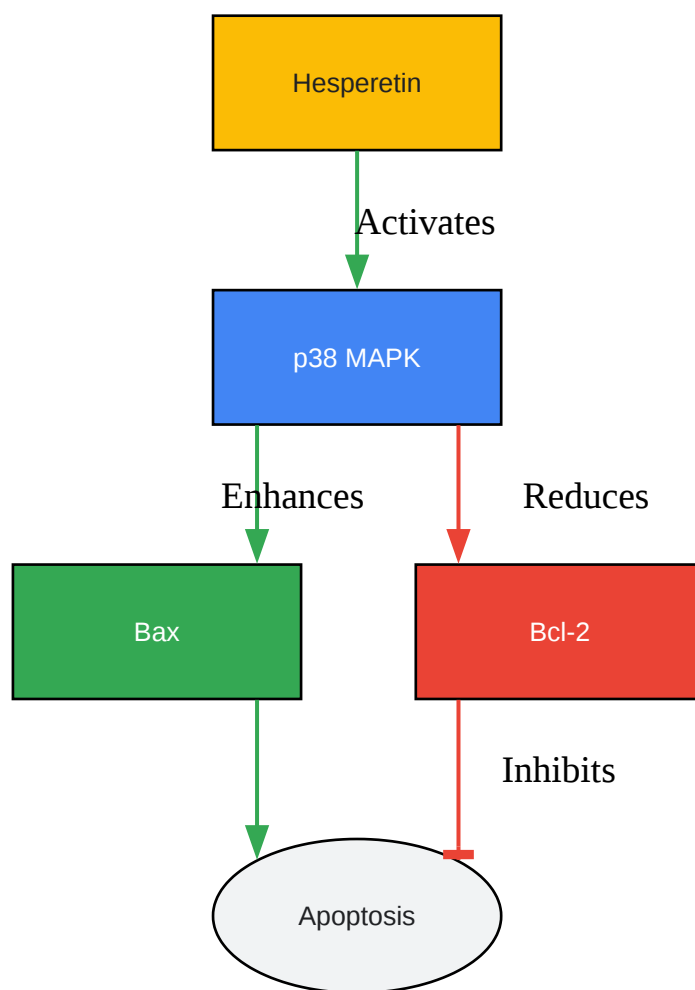 Hesperetin
Activates
p38 MAPK
Enhances
Reduces
Bax
Bcl-2
Inhibits
Apoptosis